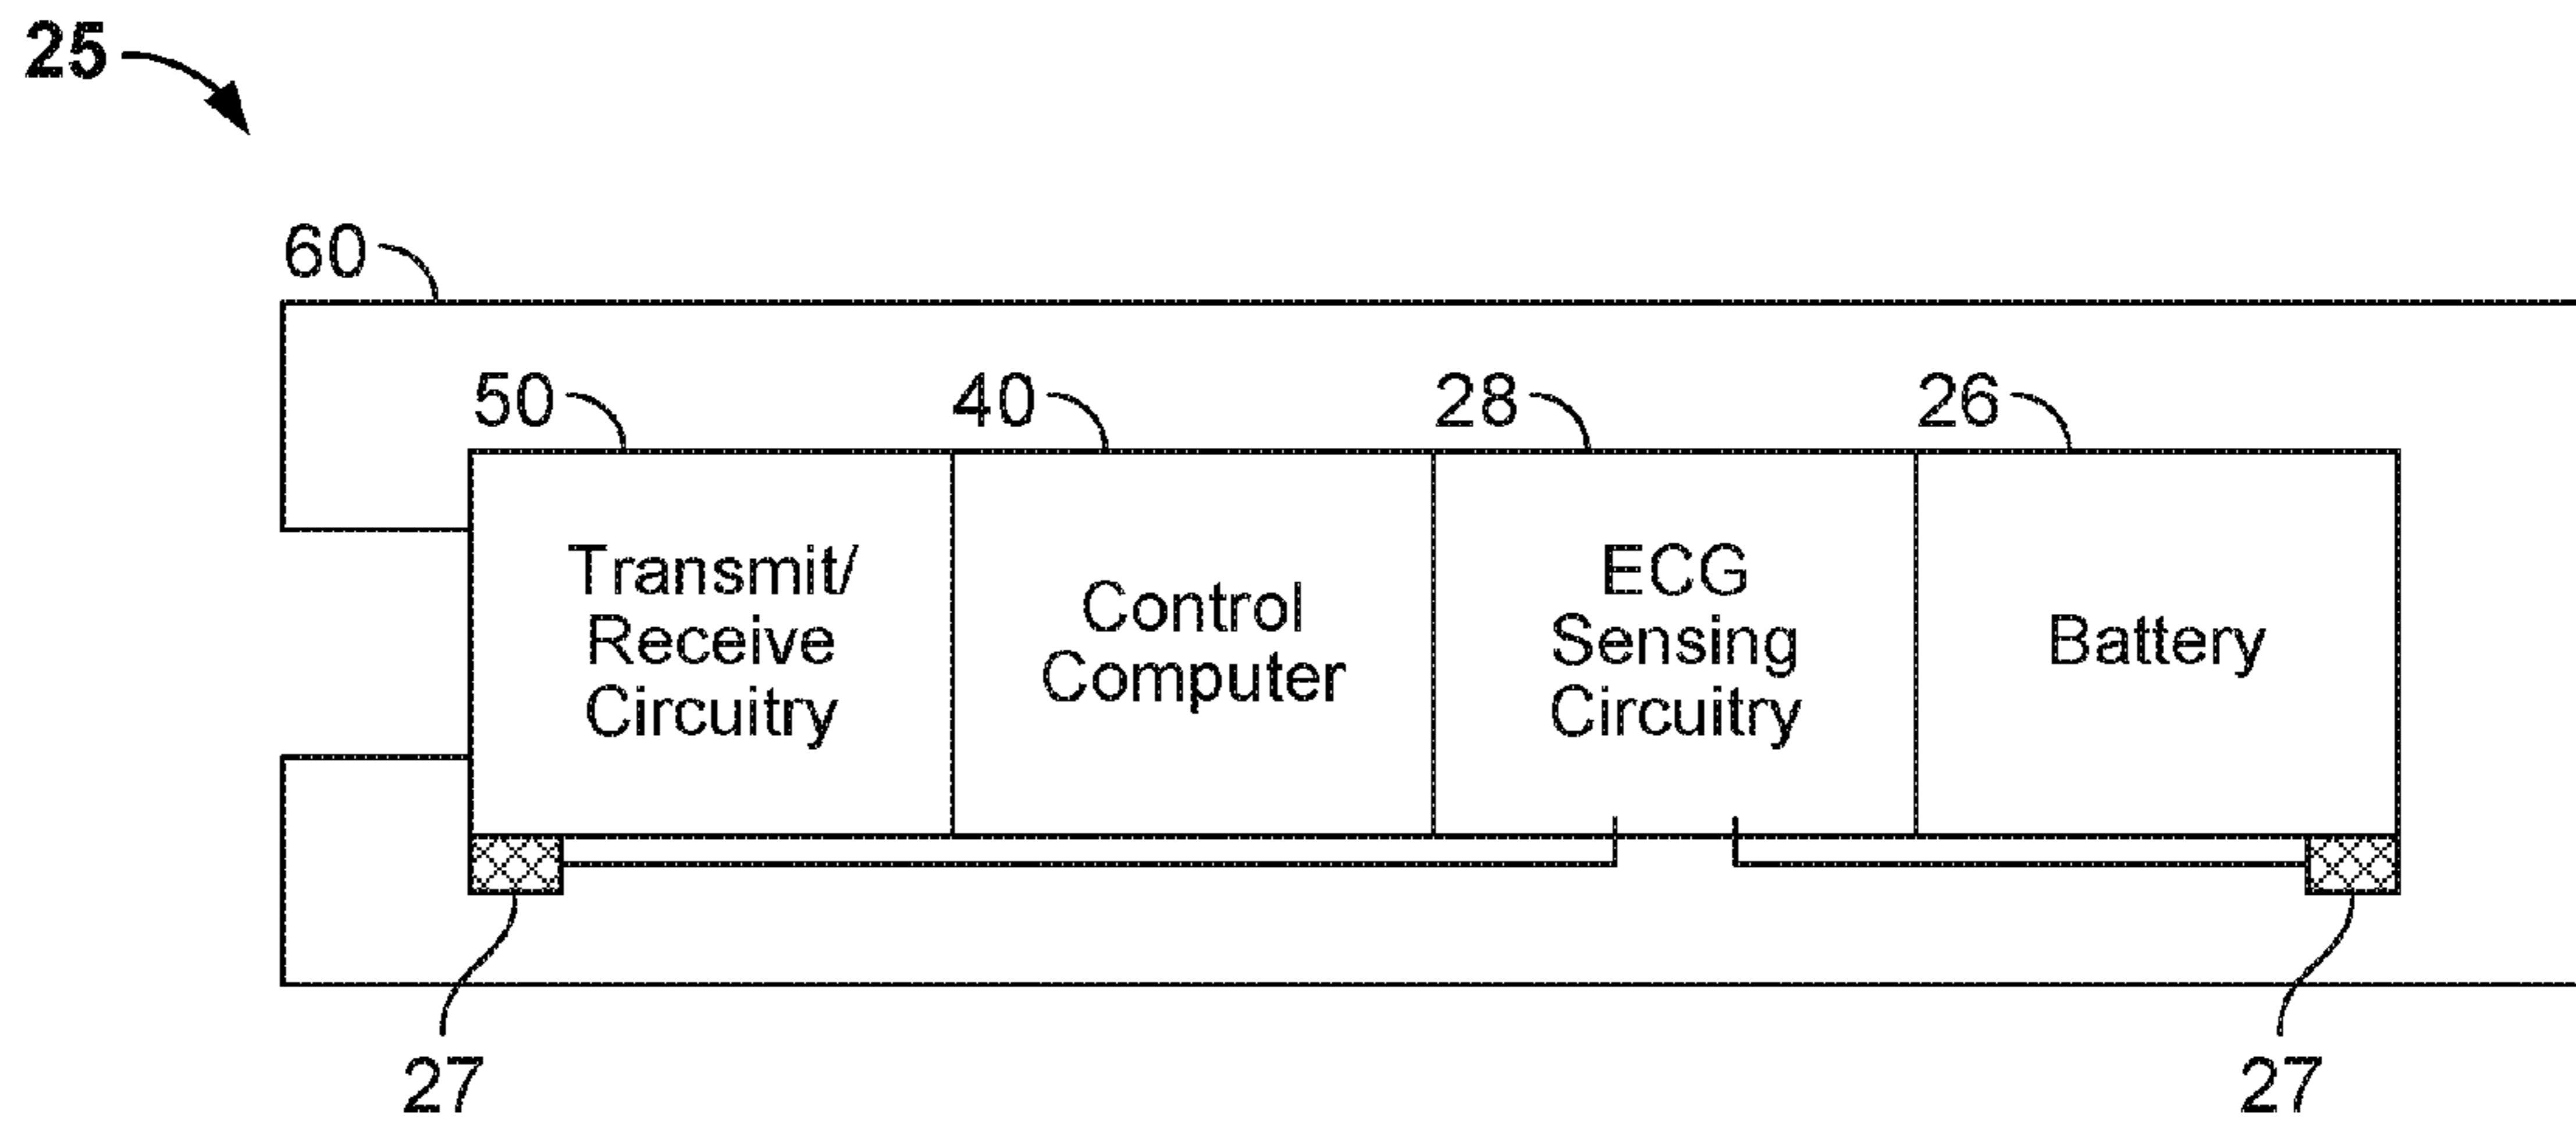 25
60
50
40
28
26
Transmit/
Receive
Circuitry
Control
Computer
ECG
Sensing
Circuitry
Battery
27
27